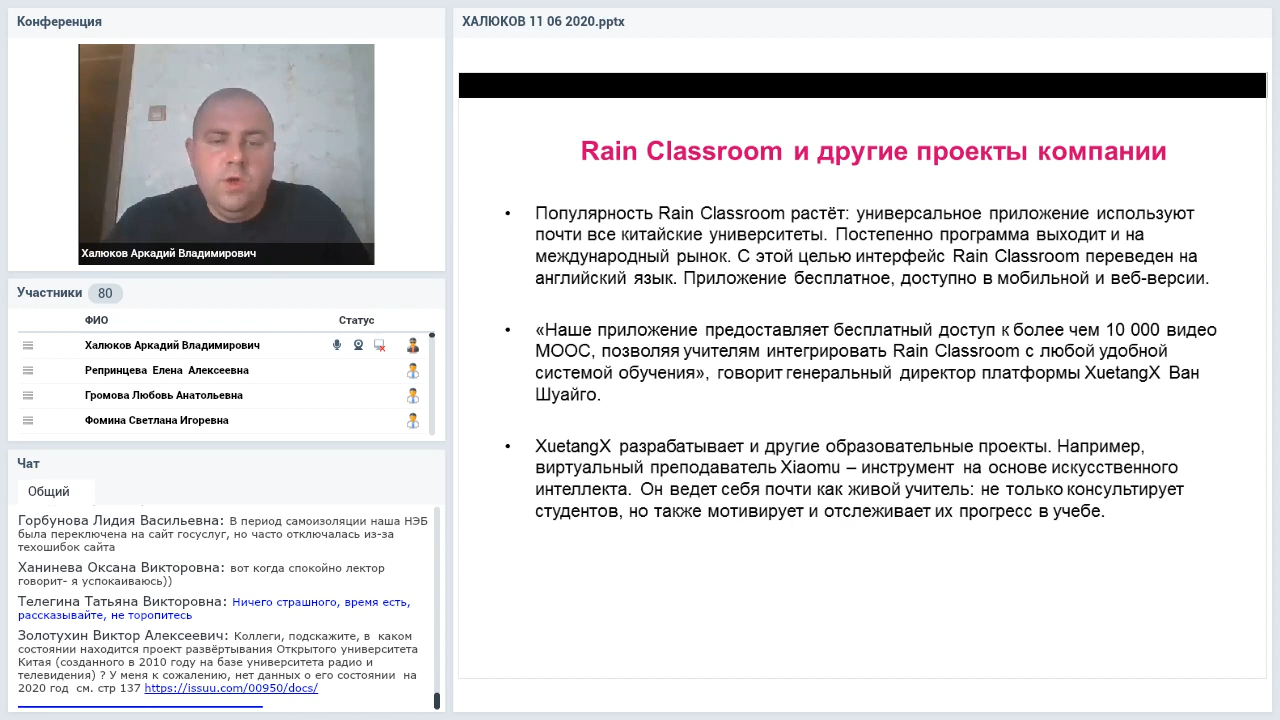 Конференция
Халюков Аркадий Владимирович
Участники 80
ФИО Статус
Халюков Аркадий Владимирович
Репринцева Елена Алексеевна
Громова Любовь Анатольевна
Фомина Светлана Игоревна
Чат
Общий
Горбунова Лидия Васильевна: В период самоизоляции наша НЭБ
была переключена на сайт госуслуг, но часто отключалась из-за
техошибок сайта
Ханинева Оксана Викторовна: вот когда спокойно лектор
говорит- я успокаиваюсь))
Телегина Татьяна Викторовна: Ничего страшного, время есть,
рассказывайте, не торопитесь
Золотухин Виктор Алексеевич: Коллеги, подскажите, в каком
состоянии находится проект развёртывания Открытого университета
Китая (созданного в 2010 году на базе университета радио и
телевидения) ? У меня к сожалению, нет данных о его состоянии на
2020 год см. стр 137 https://issuu.com/00950/docs/
ХАЛЮКОВ 11 06 2020.pptx
Rain Classroom и другие проекты компании
• Популярность Rain Classroom растёт: универсальное приложение используют
почти все китайские университеты. Постепенно программа выходит и на
международный рынок. С этой целью интерфейс Rain Classroom переведен на
английский язык. Приложение бесплатное, доступно в мобильной и веб-версии.
• «Наше приложение предоставляет бесплатный доступ к более чем 10 000 видео
МООС, позволяя учителям интегрировать Rain Classroom с любой удобной
системой обучения», говорит генеральный директор платформы XuetangX Ван
Шуайго.
• XuetangX разрабатывает и другие образовательные проекты. Например,
виртуальный преподаватель Xiaomu – инструмент на основе искусственного
интеллекта. Он ведет себя почти как живой учитель: не только консультирует
студентов, но также мотивирует и отслеживает их прогресс в учебе.